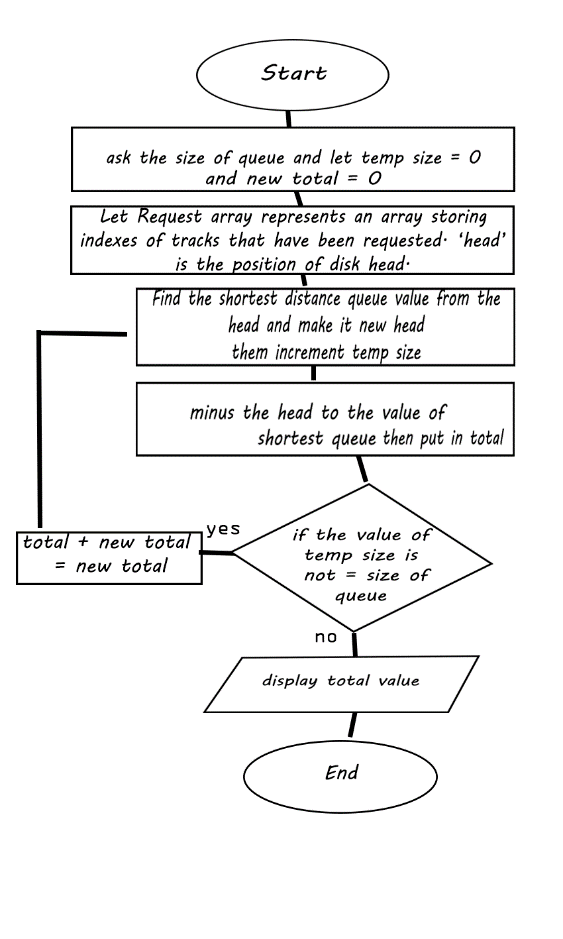 Start
ask the size of queue and let temp size = 0
and new total = 0
Let Request array represents an array storing
indexes of tracks that have been requested. 'head'
is the position of disk head.
Find the shortest distance queue value from the
head and make it new head
them increment temp size
minus the head to the value of
shortest queue then put in total
if the value of
temp size is
not = size of
queue
yes
total + new total
= new total
no
display total value
End